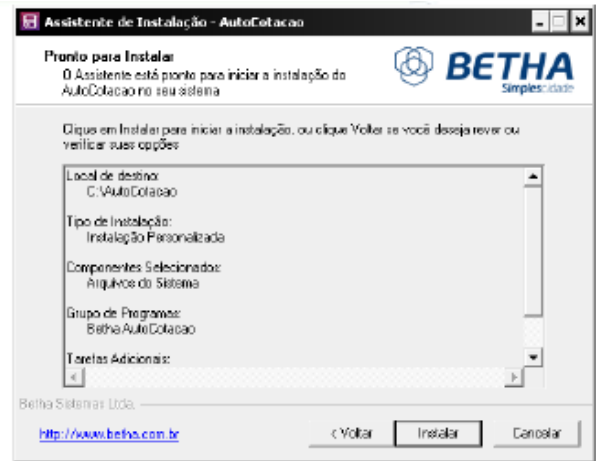 Assistente de Instalação - AutoCotacao
Pronto para Instalar
O Assistente está pronto para iniciar a instalação do
AutoCotacao no seu sistema
BETHA
Simplescidade
Clique em Instalar para iniciar a instalação, ou clique Voltar se você deseja rever ou
verificar suas opções
Local de destino:
C:\AutoCotacao
Tipo de Instalação:
Instalação Personalizada
Componentes Selecionados:
Arquivos do Sistema
Grupo de Programas:
Betha AutoCotacao
Tarefas Adicionais:
Betha Sistemas Ltda.
http://www.betha.com.br
< Voltar
Instalar
Cancelar